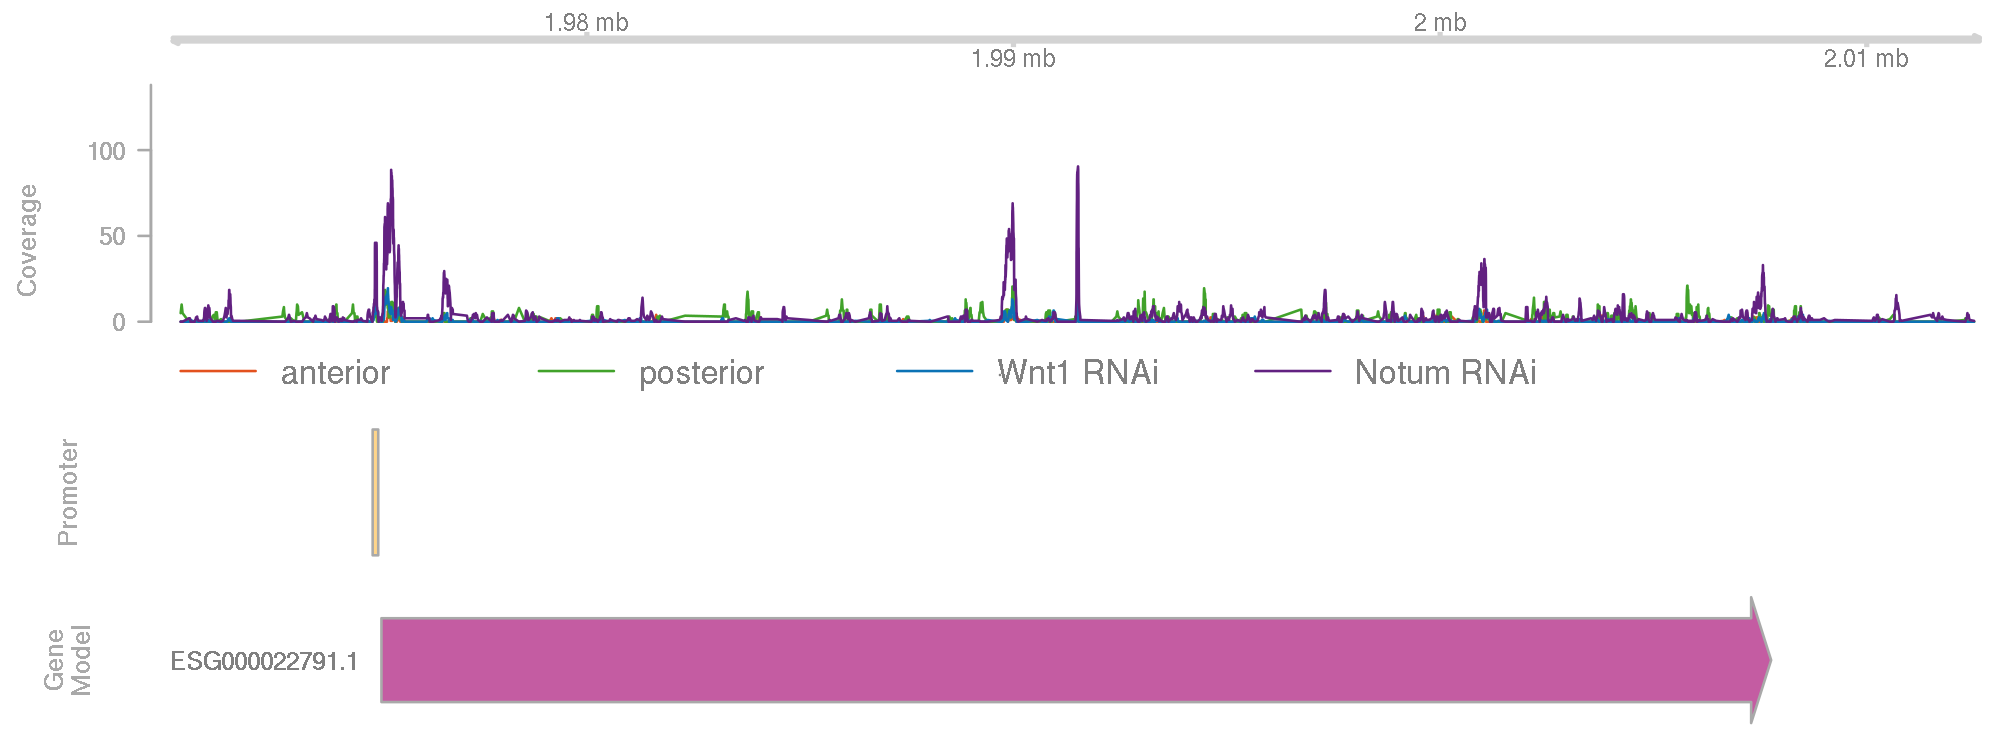 1.98 mb
2 mb
1.99 mb
2.01 mb
Coverage
100
50
0
anterior
posterior
Wnt1 RNAi
Notum RNAi
Promoter
Gene
Model
ESG000022791.1